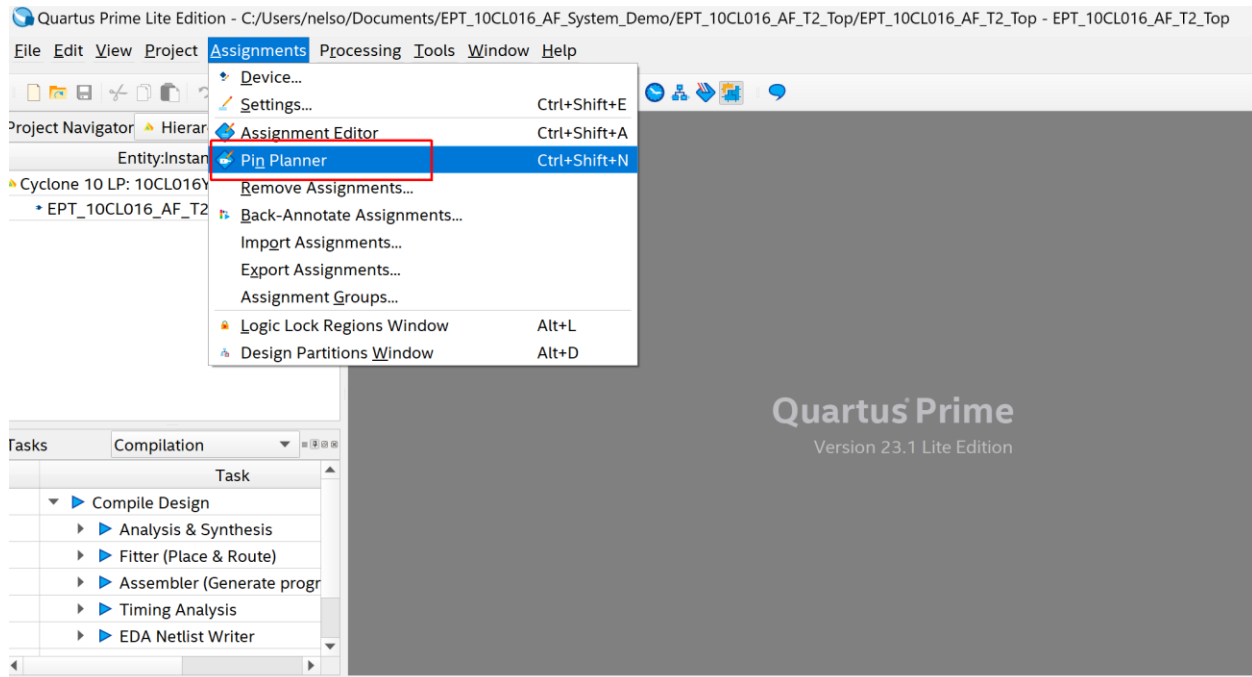 Quartus Prime Lite Edition - C:/Users/nelso/Documents/EPT_10CL016_AF_System_Demo/EPT_10CL016_AF_T2_Top/EPT_10CL016_AF_T2_Top - EPT_10CL016_AF_T2_Top
File Edit View Project Assignments Processing Tools Window Help
Device...
Settings... Ctrl+Shift+E
Project Navigator Hierar
Assignment Editor Ctrl+Shift+A
Entity:Instan
Pin Planner Ctrl+Shift+N
Cyclone 10 LP: 10CL016Y
Remove Assignments...
EPT_10CL016_AF_T2
Back-Annotate Assignments...
Import Assignments...
Export Assignments...
Assignment Groups...
Logic Lock Regions Window Alt+L
Design Partitions Window Alt+D
Quartus Prime
Version 23.1 Lite Edition
Tasks Compilation
Task
Compile Design
Analysis & Synthesis
Fitter (Place & Route)
Assembler (Generate progr
Timing Analysis
EDA Netlist Writer